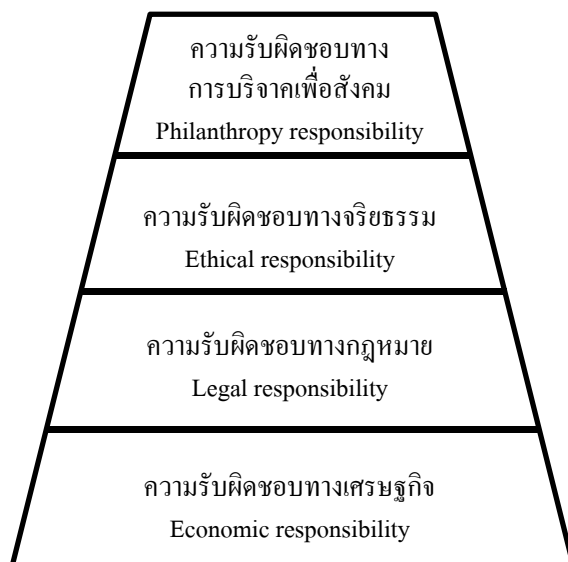 ความรับผิดชอบทาง
การบริจาคเพื่อสังคม
Philanthropy responsibility
ความรับผิดชอบทางจริยธรรม
Ethical responsibility
ความรับผิดชอบทางกฎหมาย
Legal responsibility
ความรับผิดชอบทางเศรษฐกิจ
Economic responsibility